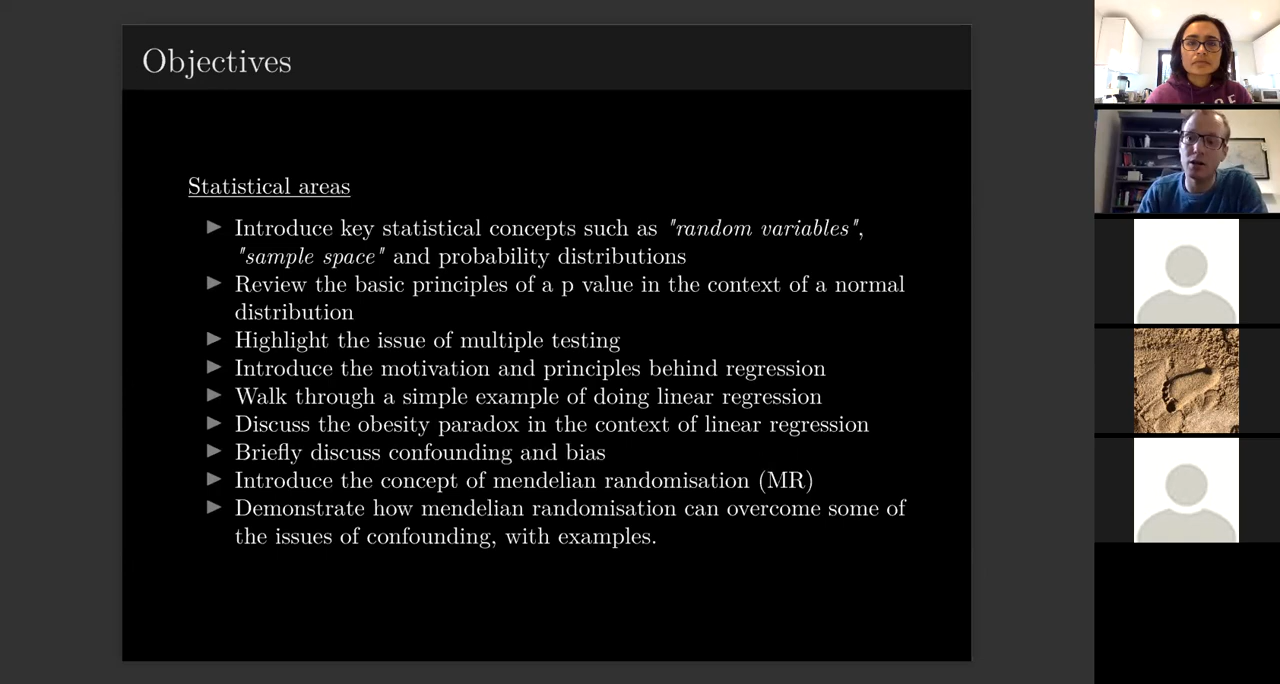 Objectives
Statistical areas
Introduce key statistical concepts such as "random variables",
"sample space" and probability distributions
Review the basic principles of a p value in the context of a normal
distribution
Highlight the issue of multiple testing
Introduce the motivation and principles behind regression
Walk through a simple example of doing linear regression
Discuss the obesity paradox in the context of linear regression
Briefly discuss confounding and bias
Introduce the concept of mendelian randomisation (MR)
Demonstrate how mendelian randomisation can overcome some of
the issues of confounding, with examples.